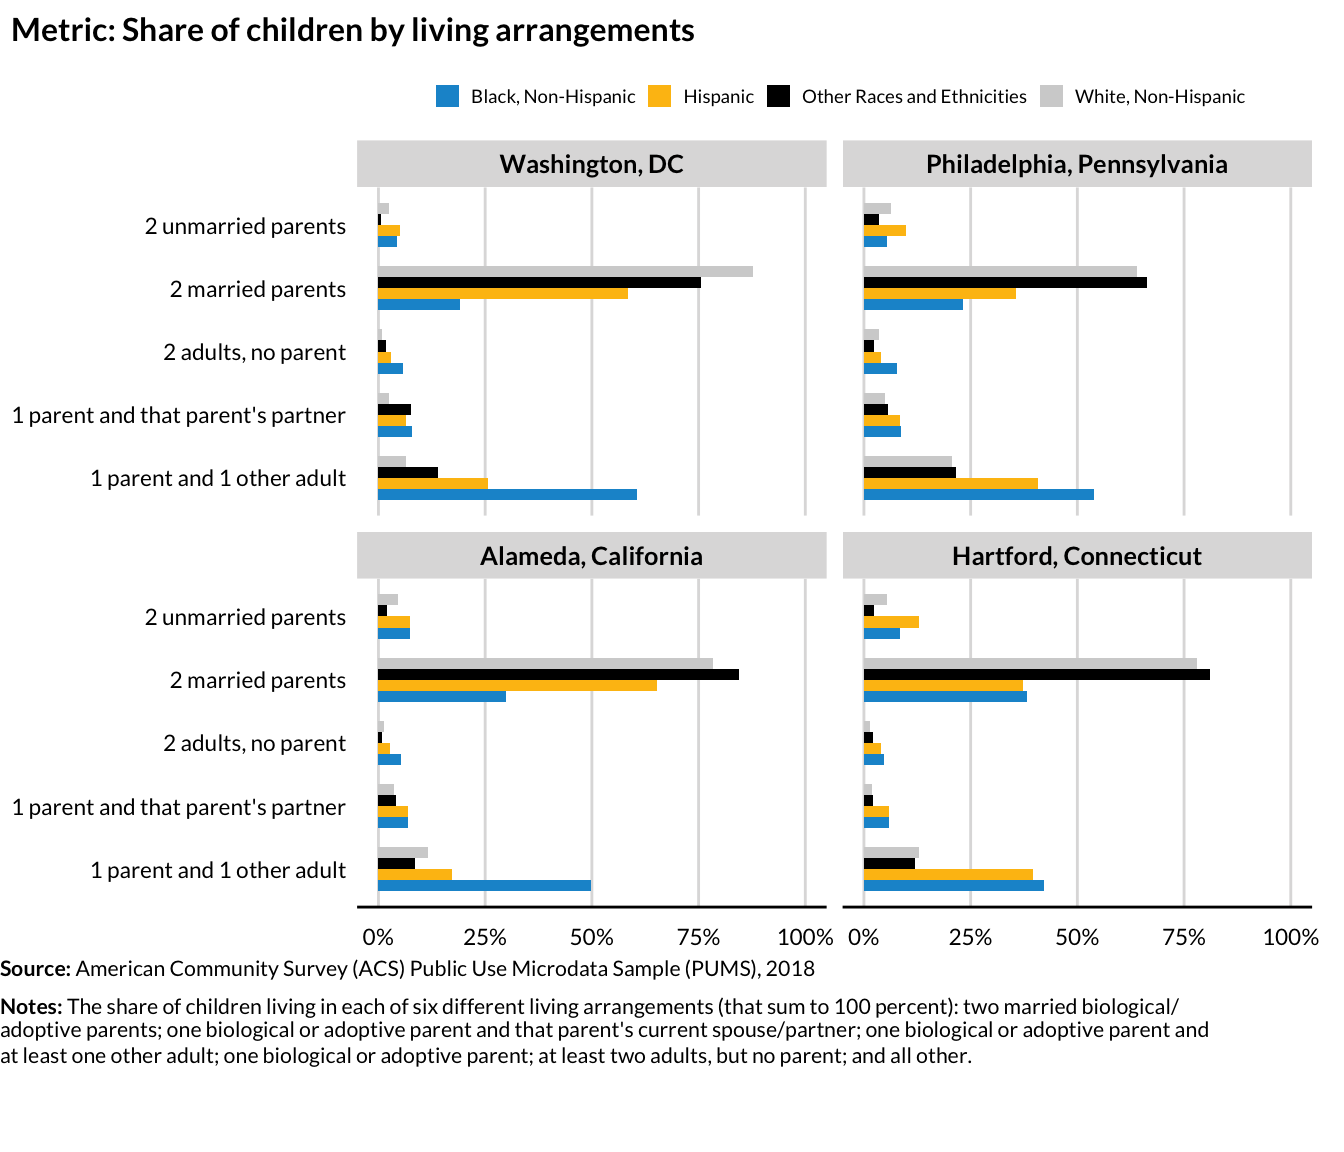 Metric: Share of children by living arrangements
Black, Non-Hispanic Hispanic Other Races and Ethnicities White, Non-Hispanic
Washington, DC Philadelphia, Pennsylvania
2 unmarried parents
2 married parents
2 adults, no parent
1 parent and that parent's partner
1 parent and 1 other adult
Alameda, California Hartford, Connecticut
2 unmarried parents
2 married parents
2 adults, no parent
1 parent and that parent's partner
1 parent and 1 other adult
0% 25% 50% 75% 100% 0% 25% 50% 75% 100%
Source: American Community Survey (ACS) Public Use Microdata Sample (PUMS), 2018
Notes: The share of children living in each of six different living arrangements (that sum to 100 percent): two married biological/
adoptive parents; one biological or adoptive parent and that parent's current spouse/partner; one biological or adoptive parent and
at least one other adult; one biological or adoptive parent; at least two adults, but no parent; and all other.